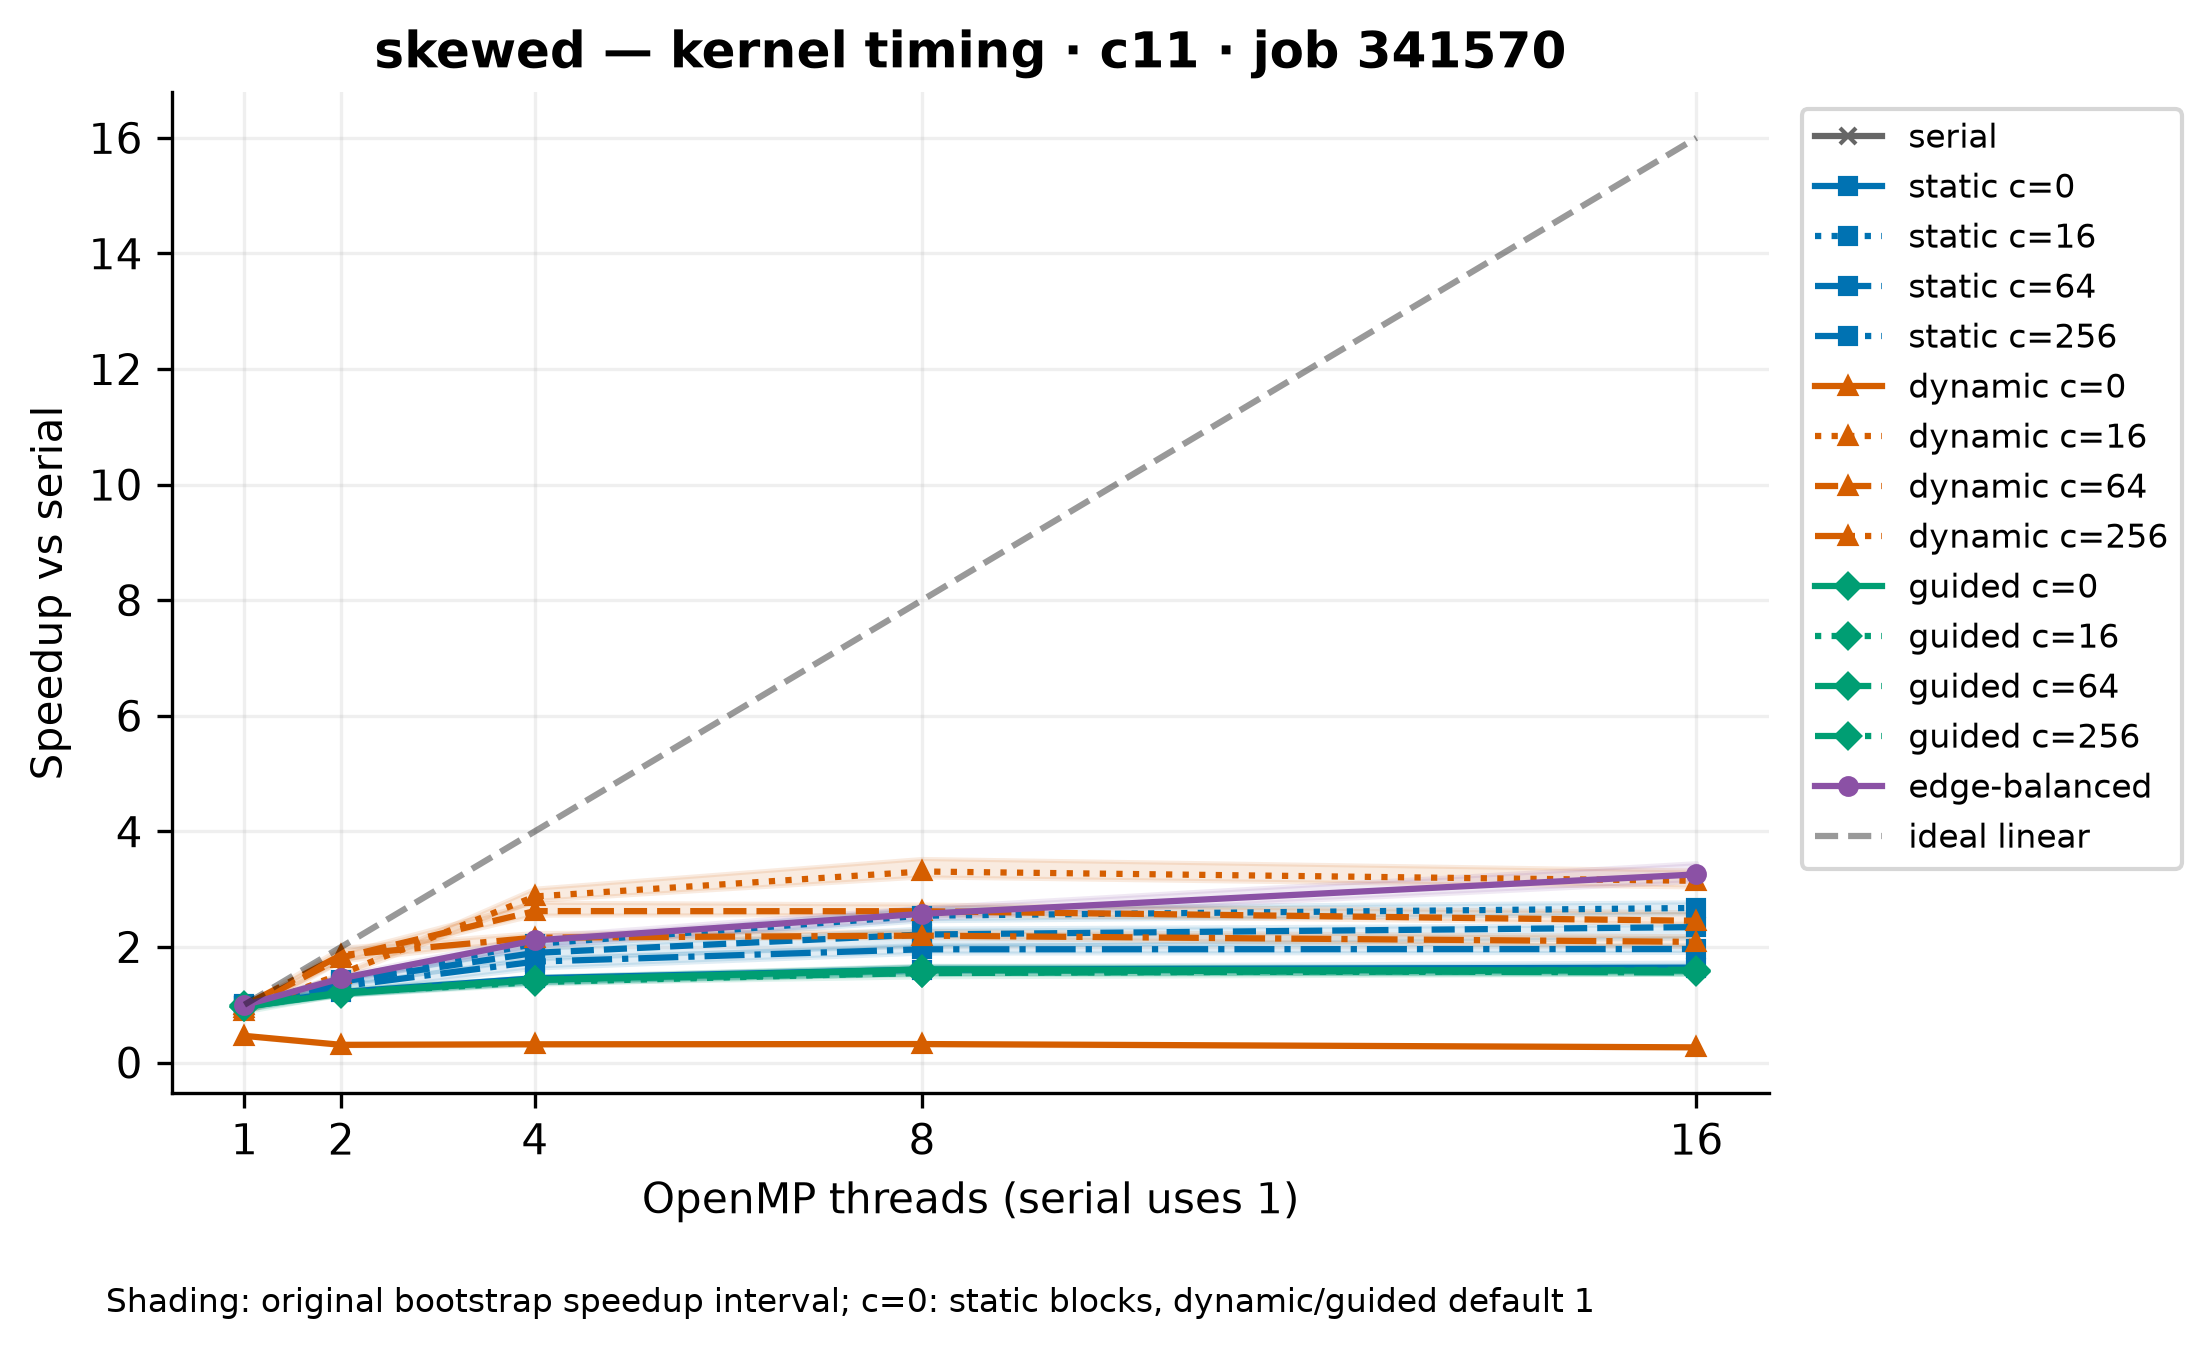 skewed — kernel timing · c11 · job 341570
Speedup vs serial
16
14
12
10
8
6
4
2
0
1 2 4 8 16
OpenMP threads (serial uses 1)
serial
static c=0
static c=16
static c=64
static c=256
dynamic c=0
dynamic c=16
dynamic c=64
dynamic c=256
guided c=0
guided c=16
guided c=64
guided c=256
edge-balanced
ideal linear
Shading: original bootstrap speedup interval; c=0: static blocks, dynamic/guided default 1